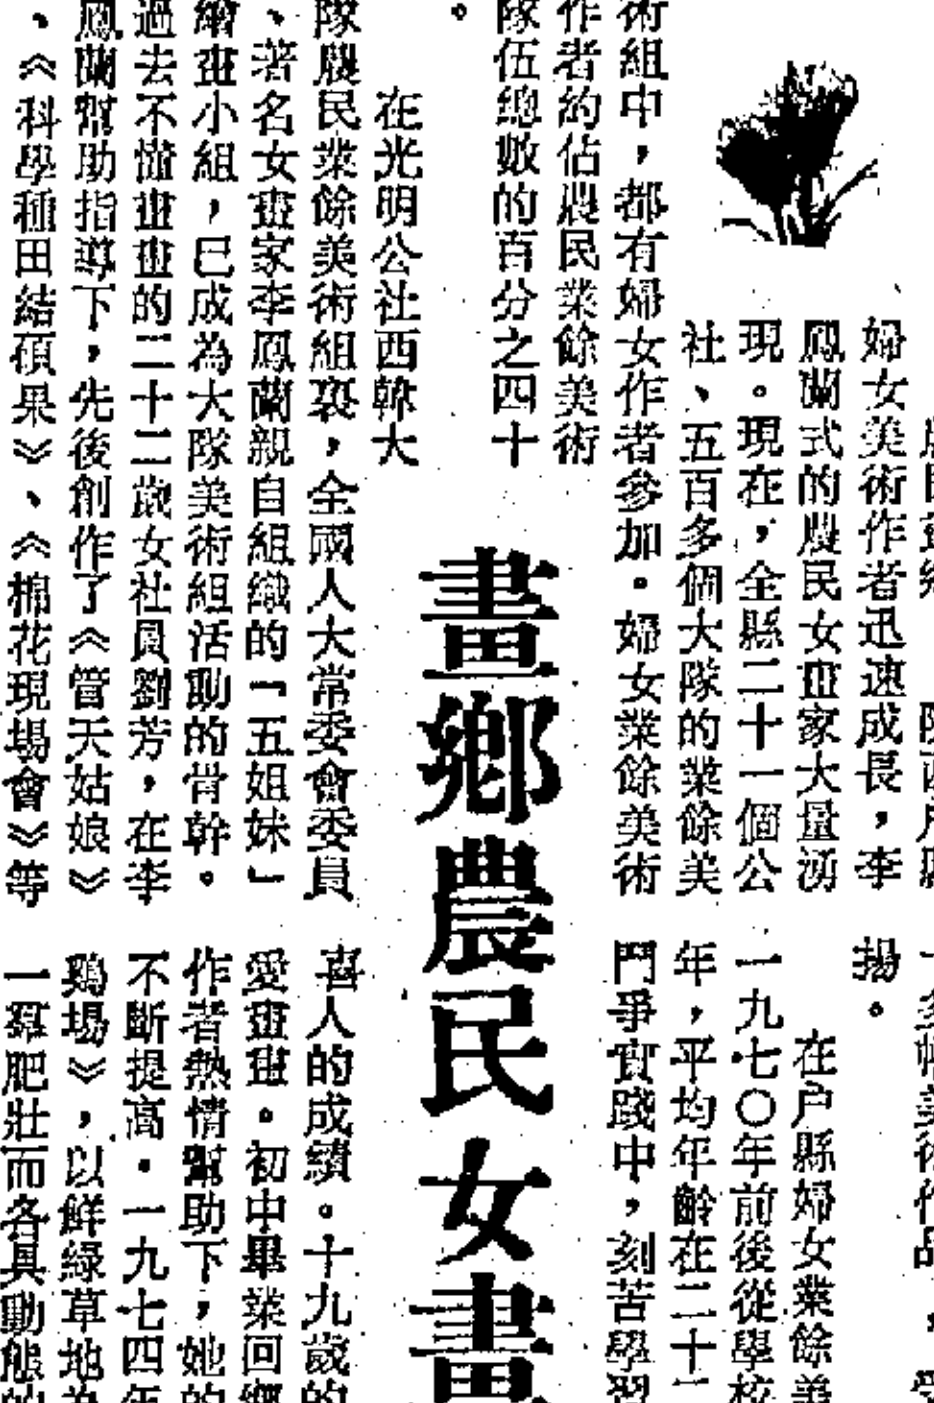 婦女美術作者迅速成長，李
鳳蘭式的農民女畫家大量湧
現。現在，全縣二十一個公
社、五百多個大隊的業餘美
術組中，都有婦女作者參加。婦女業餘美術
作者約佔農民業餘美術
隊伍總數的百分之四十
。
在光明公社西韓大
隊農民業餘美術組裏，全國人大常委會委員
、著名女畫家李鳳蘭親自組織的「五姐妹」
繪畫小組，已成為大隊美術組活動的骨幹。
過去不懂畫畫的二十二歲女社員劉芳，在李
鳳蘭幫助指導下，先後創作了《管天姑娘》
、《科學種田結碩果》、《棉花現場會》等
畫鄉農民女畫
一多幅美術作品，受
揚。
在戶縣婦女業餘美
一九七〇年前後從學校
年，平均年齡在二十一
鬥爭實踐中，刻苦學習
喜人的成績。十九歲的
愛畫畫。初中畢業回鄉
作者熱情幫助下，她的
不斷提高。一九七四年
鷄場》，以鮮綠草地為
一羣肥壯而各具動態的